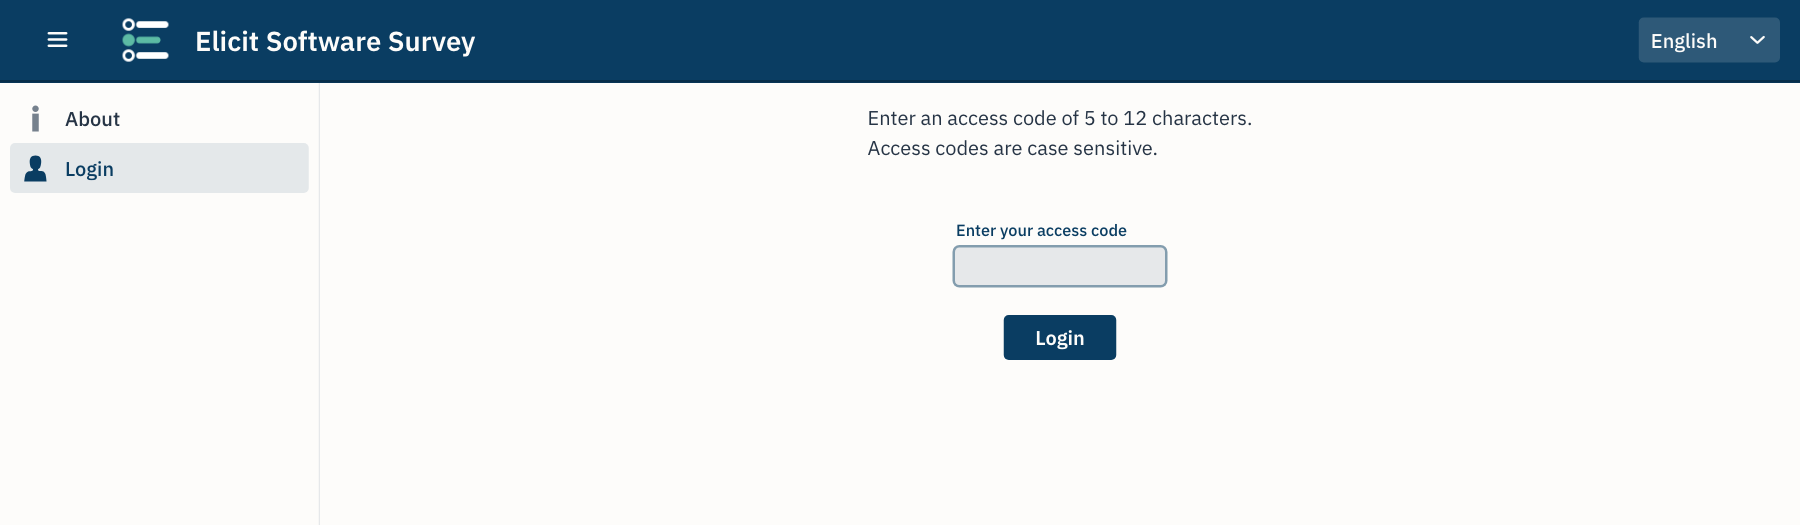 Elicit Software Survey
English
About
Login
Enter an access code of 5 to 12 characters.
Access codes are case sensitive.
Enter your access code
Login